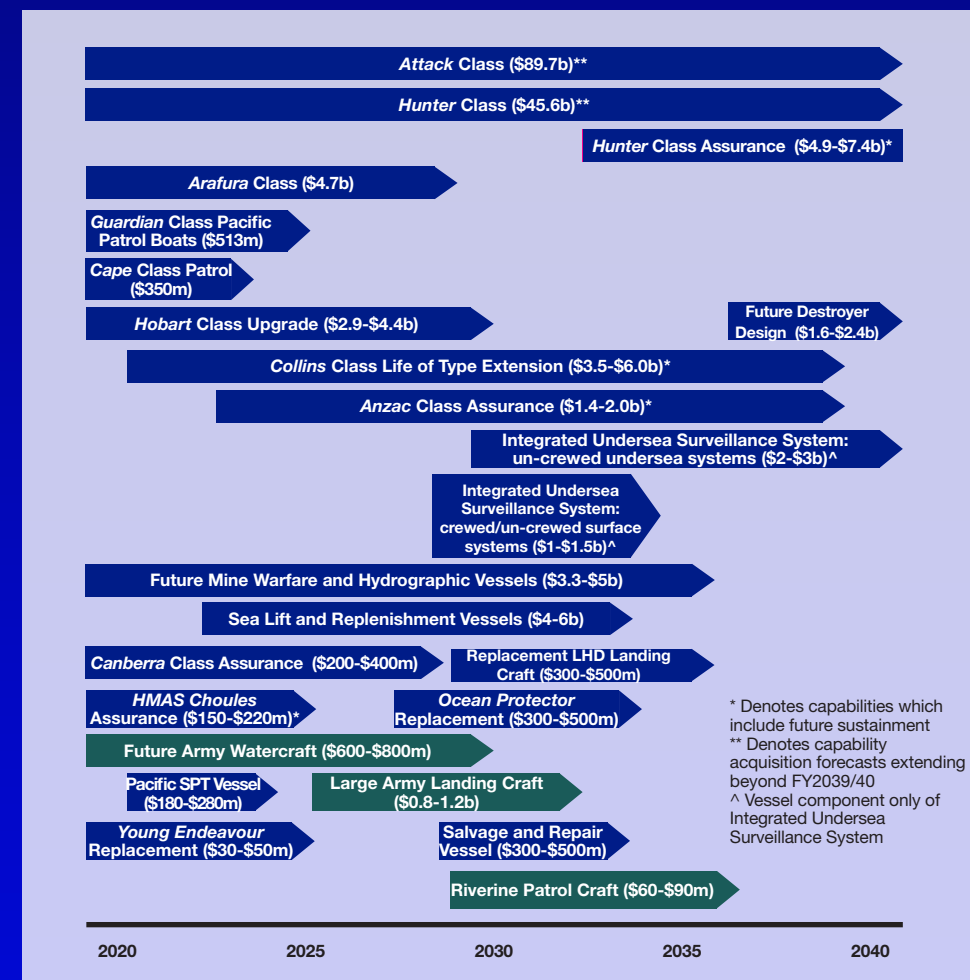 Attack Class ($89.7b)**
Hunter Class ($45.6b)**
Hunter Class Assurance  ($4.9-$7.4b)*
Arafura Class ($4.7b)
Guardian Class Pacific
Patrol Boats ($513m)
Cape Class Patrol
($350m)
Hobart Class Upgrade ($2.9-$4.4b)
Future Destroyer
Design  ($1.6-$2.4b)
Collins Class Life of Type Extension ($3.5-$6.0b)*
Anzac Class Assurance ($1.4-2.0b)*
Integrated Undersea Surveillance System:
un-crewed undersea systems ($2-$3b)^
Integrated Undersea
Surveillance System:
crewed/un-crewed surface
systems ($1-$1.5b)^
Future Mine Warfare and Hydrographic Vessels ($3.3-$5b)
Sea Lift and Replenishment Vessels ($4-6b)
Canberra Class Assurance  ($200-$400m)
Replacement LHD Landing
Craft ($300-$500m)
HMAS Choules
Assurance ($150-$220m)*
Ocean Protector
Replacement ($300-$500m)
Future Army Watercraft ($600-$800m)
Pacific SPT Vessel
($180-$280m)
Large Army Landing Craft
($0.8-1.2b)
Young Endeavour
Replacement ($30-$50m)
Salvage and Repair
Vessel ($300-$500m)
Riverine Patrol Craft ($60-$90m)
* Denotes capabilities which
include future sustainment
** Denotes capability
acquisition forecasts extending
beyond FY2039/40
^ Vessel component only of
Integrated Undersea
Surveillance System
2020 2025 2030 2035 2040